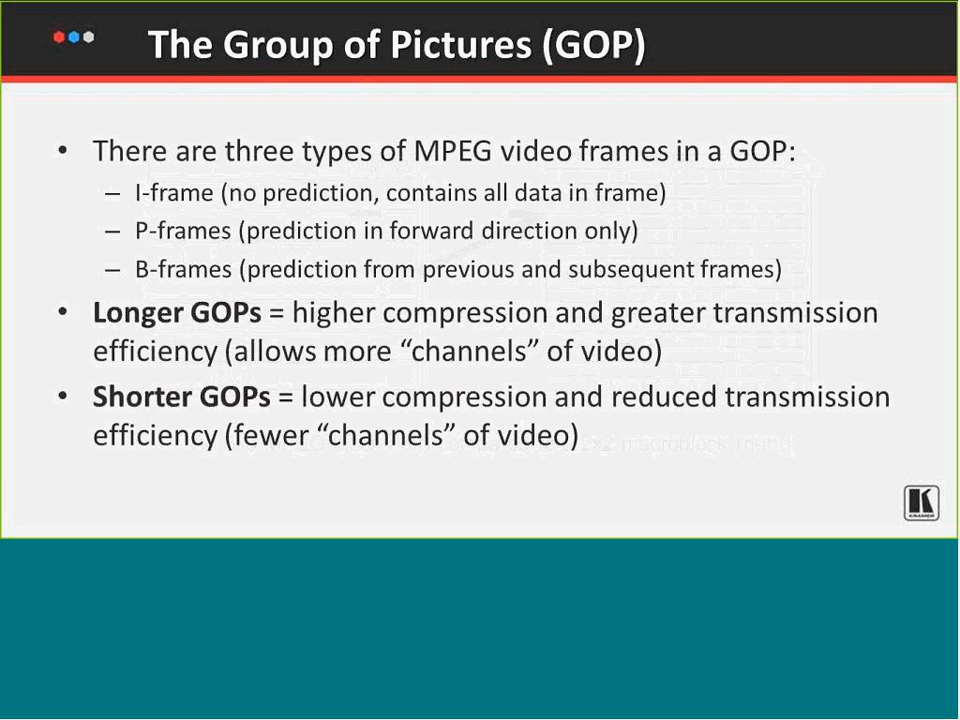 The Group of Pictures (GOP)
• There are three types of MPEG video frames in a GOP:
– I-frame (no prediction, contains all data in frame)
– P-frames (prediction in forward direction only)
– B-frames (prediction from previous and subsequent frames)
• Longer GOPs = higher compression and greater transmission
efficiency (allows more “channels” of video)
• Shorter GOPs = lower compression and reduced transmission
efficiency (fewer “channels” of video)
K
KRAMER